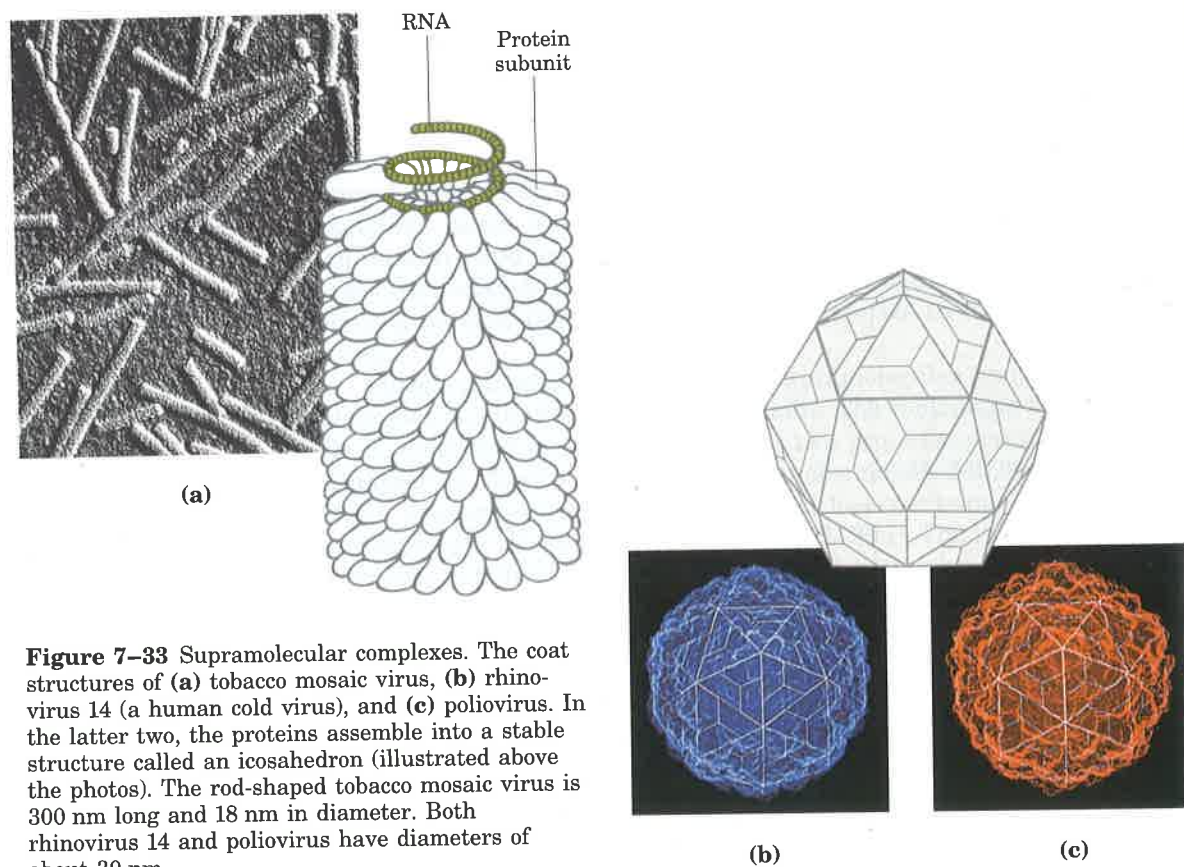 RNA
Protein
subunit
(a)
Figure 7–33 Supramolecular complexes. The coat
structures of (a) tobacco mosaic virus, (b) rhino-
virus 14 (a human cold virus), and (c) poliovirus. In
the latter two, the proteins assemble into a stable
structure called an icosahedron (illustrated above
the photos). The rod-shaped tobacco mosaic virus is
300 nm long and 18 nm in diameter. Both
rhinovirus 14 and poliovirus have diameters of
about 30 nm
(b)
(c)